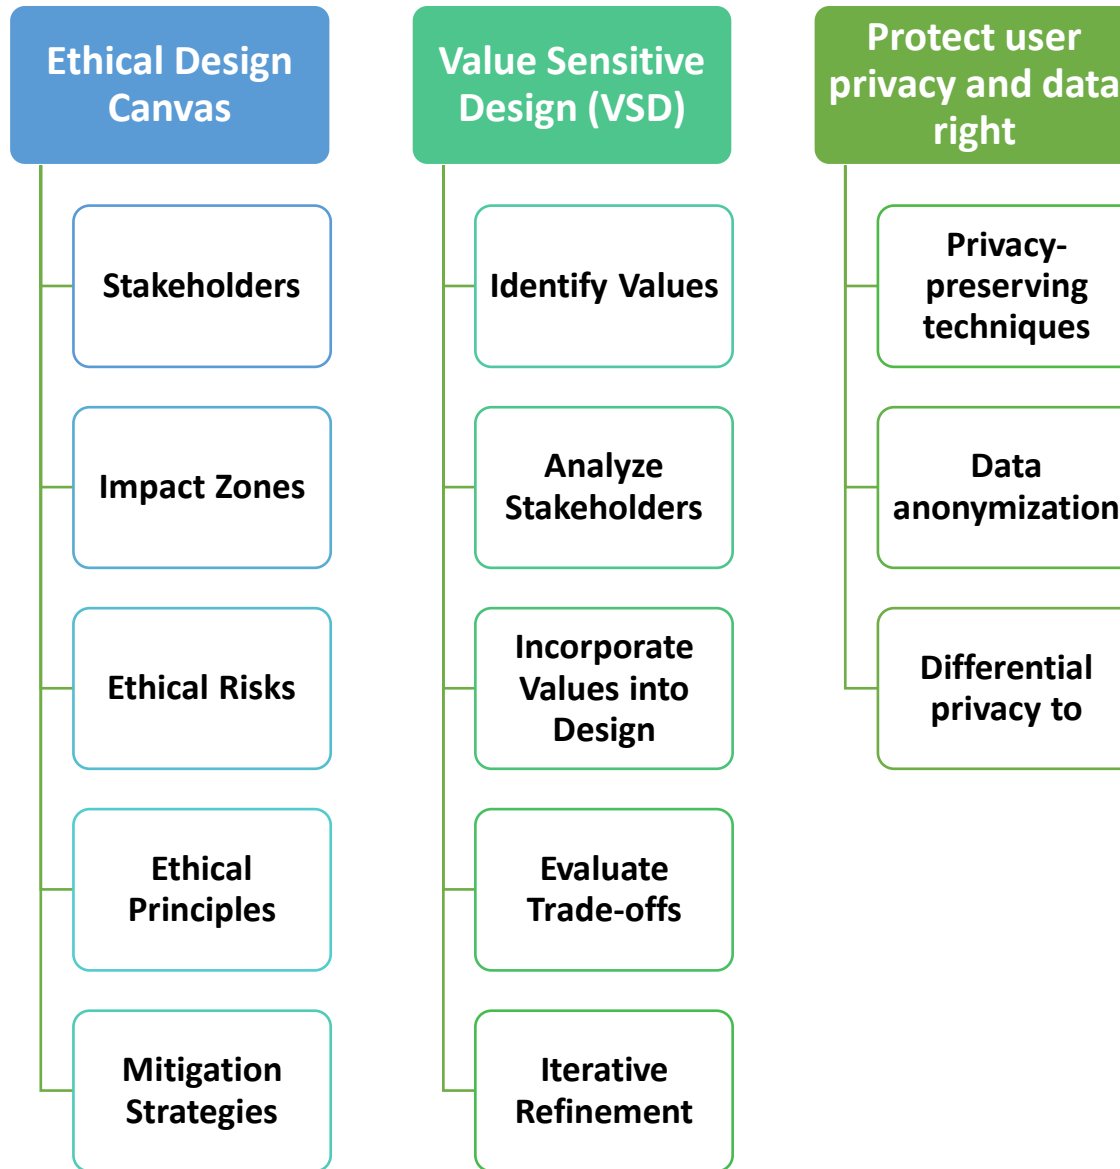 Ethical Design
Canvas
Stakeholders
Impact Zones
Ethical Risks
Ethical
Principles
Mitigation
Strategies
Value Sensitive
Design (VSD)
Identify Values
Analyze
Stakeholders
Incorporate
Values into
Design
Evaluate
Trade-offs
Iterative
Refinement
Protect user
privacy and data
right
Privacy-
preserving
techniques
Data
anonymization
Differential
privacy to